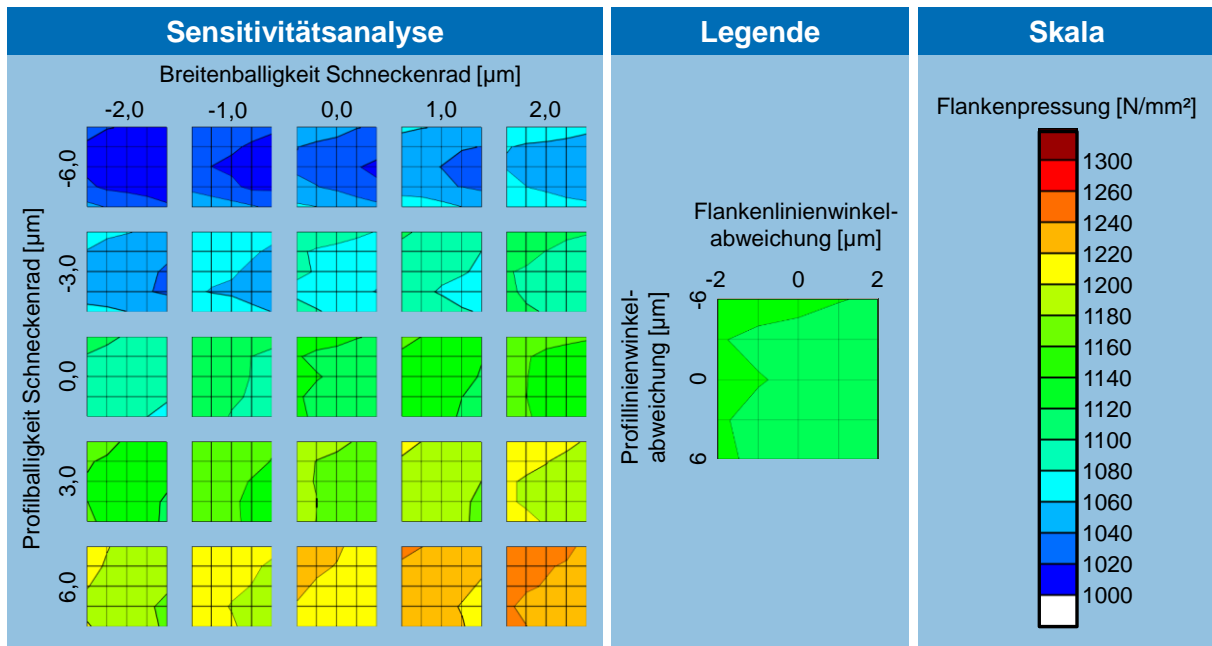 Sensitivitätsanalyse
Breitenballigkeit Schneckenrad [µm]
-2,0 -1,0 0,0 1,0 2,0
Profilballigkeit Schneckenrad [µm]
-6,0
-3,0
0,0
3,0
6,0
Legende
Flankenlinienwinkel-
abweichung [µm]
-2 0 2
Profillinienwinkel-
abweichung [µm]
-6
0
6
Skala
Flankenpressung [N/mm²]
1300
1260
1240
1220
1200
1180
1160
1140
1120
1100
1080
1060
1040
1020
1000